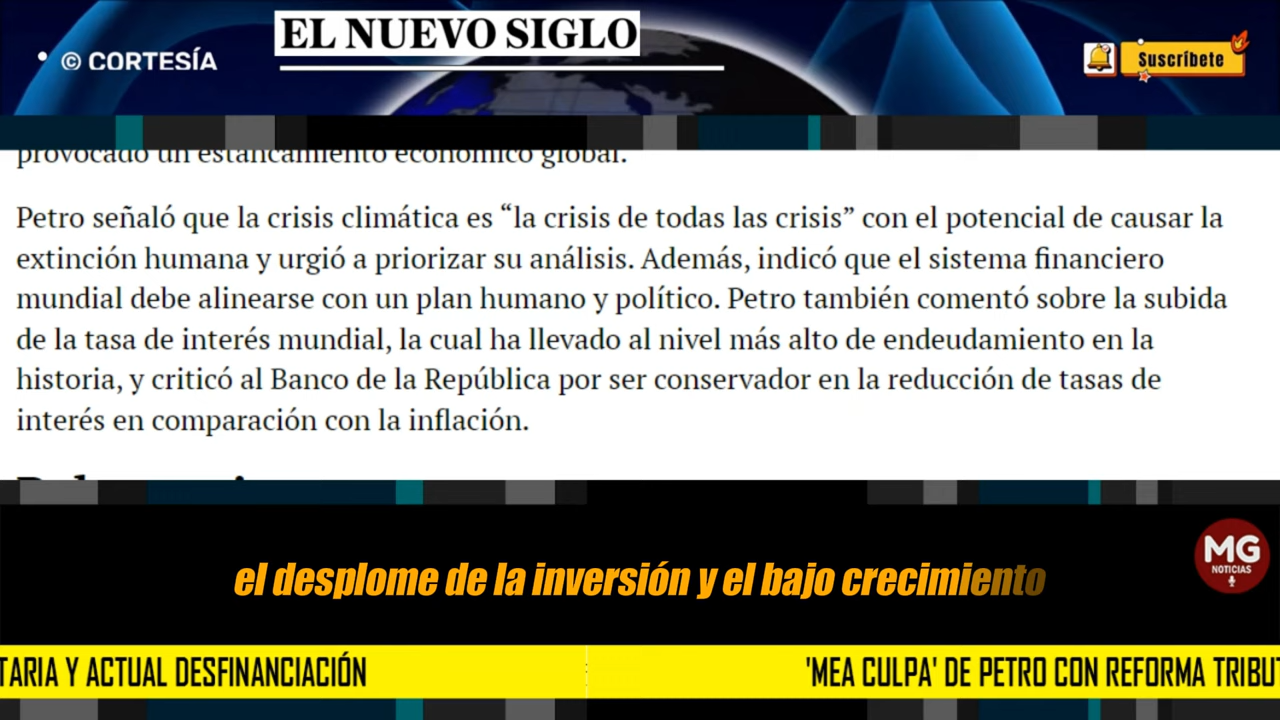 EL NUEVO SIGLO
© CORTESÍA
Suscríbete
provocado un estancamiento económico global.
Petro señaló que la crisis climática es “la crisis de todas las crisis” con el potencial de causar la
extinción humana y urgió a priorizar su análisis. Además, indicó que el sistema financiero
mundial debe alinearse con un plan humano y político. Petro también comentó sobre la subida
de la tasa de interés mundial, la cual ha llevado al nivel más alto de endeudamiento en la
historia, y criticó al Banco de la República por ser conservador en la reducción de tasas de
interés en comparación con la inflación.
MG
NOTICIAS
el desplome de la inversión y el bajo crecimiento
TARIA Y ACTUAL DESFINANCIACIÓN
'MEA CULPA' DE PETRO CON REFORMA TRIBUT